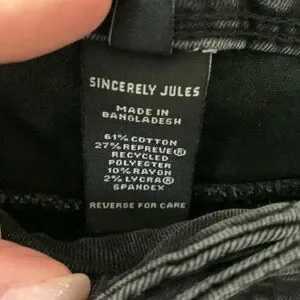 SINCERELY JULES
MADE IN
BANGLADESH
61% COTTON
27% REPREVE®
RECYCLED
POLYESTER
10% RAYON
2% LYCRA®
SPANDEX
REVERSE FOR CARE